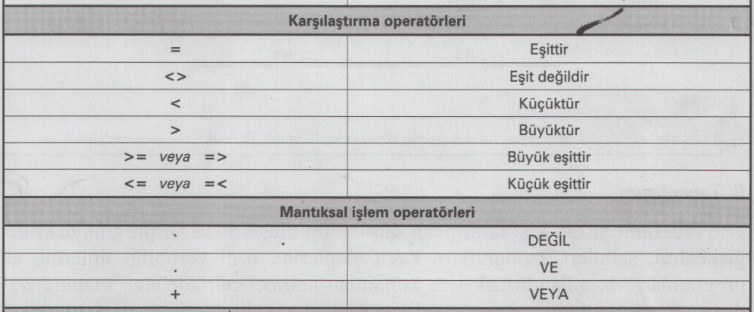 Karşılaştırma operatörleri
= Eşittir
<> Eşit değildir
< Küçüktür
> Büyüktür
>= veya => Büyük eşittir
<= veya =< Küçük eşittir
Mantıksal işlem operatörleri
` DEĞİL
. VE
+ VEYA